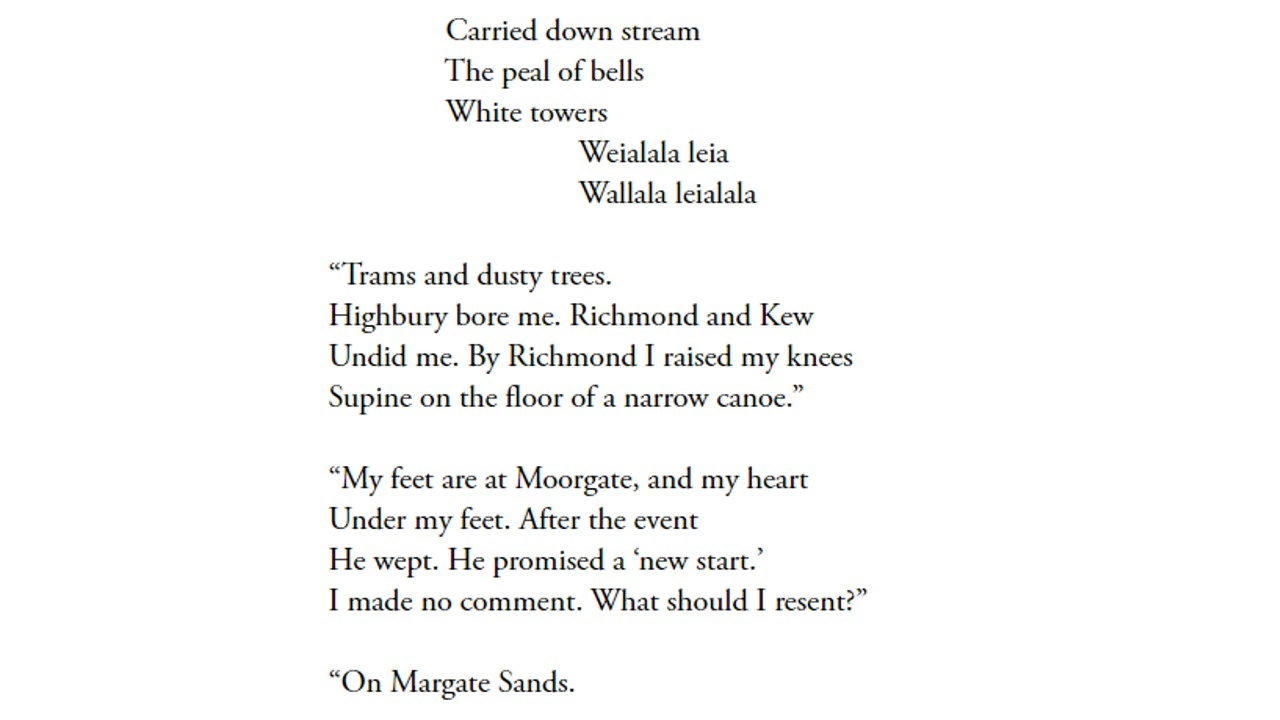 Carried down stream
The peal of bells
White towers
Weialala leia
Wallala leialala
“Trams and dusty trees.
Highbury bore me. Richmond and Kew
Undid me. By Richmond I raised my knees
Supine on the floor of a narrow canoe.”
“My feet are at Moorgate, and my heart
Under my feet. After the event
He wept. He promised a ‘new start.’
I made no comment. What should I resent?”
“On Margate Sands.